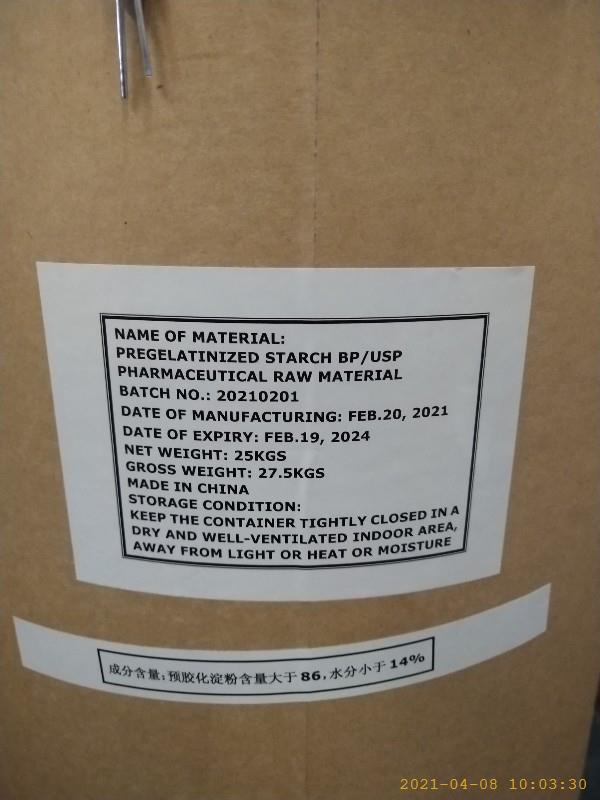 NAME OF MATERIAL:
PREGELATINIZED STARCH BP/USP
PHARMACEUTICAL RAW MATERIAL
BATCH NO.: 20210201
DATE OF MANUFACTURING: FEB.20, 2021
DATE OF EXPIRY: FEB.19, 2024
NET WEIGHT: 25KGS
GROSS WEIGHT: 27.5KGS
MADE IN CHINA
STORAGE CONDITION:
KEEP THE CONTAINER TIGHTLY CLOSED IN A
DRY AND WELL-VENTILATED INDOOR AREA,
AWAY FROM LIGHT OR HEAT OR MOISTURE
成分含量:预胶化淀粉含量大于86,水分小于14%
2021-04-08 10:03:30